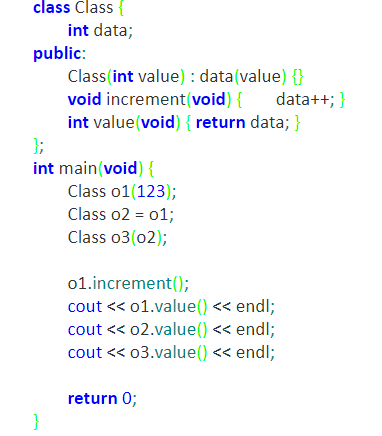 class Class {
int data;
public:
Class(int value) : data(value) {}
void increment(void) { data++; }
int value(void) { return data; }
};
int main(void) {
Class o1(123);
Class o2 = o1;
Class o3(o2);
o1.increment();
cout << o1.value() << endl;
cout << o2.value() << endl;
cout << o3.value() << endl;
return 0;
}